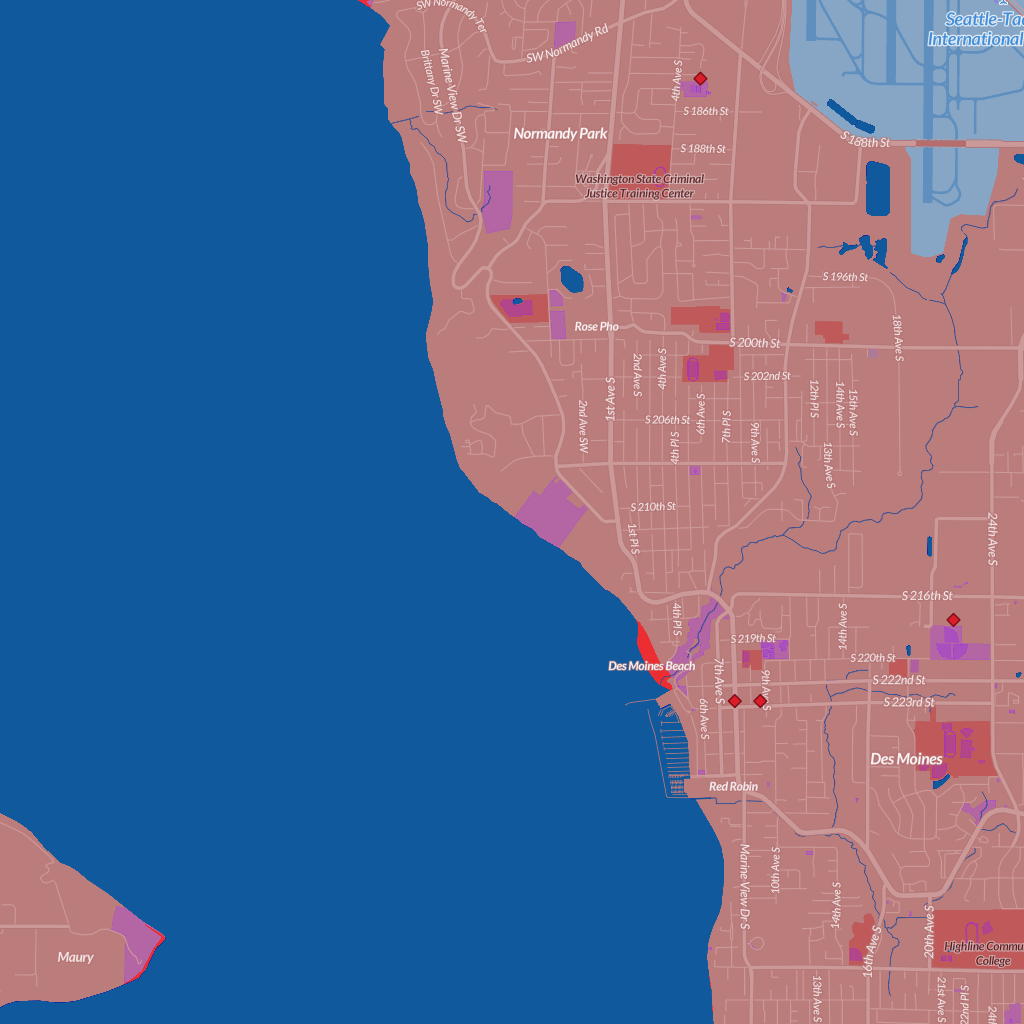 SW Normandy Ter
Seattle-Tac
International
SW Normandy Rd
Marine View Dr SW
Brittany Dr SW
4th Ave S
S 186th St
Normandy Park
S 188th St
S 188th St
Washington State Criminal
Justice Training Center
S 196th St
Rose Pho
18th Ave S
S 200th St
2nd Ave S
4th Ave S
S 202nd St
1st Ave S
12th Pl S
14th Ave S
15th Ave S
2nd Ave SW
6th Ave S
7th Pl S
S 206th St
9th Ave S
4th Pl S
13th Ave S
S 210th St
1st Pl S
24th Ave S
S 216th St
4th Pl S
14th Ave S
S 219th St
S 220th St
Des Moines Beach
7th Ave S
9th Ave S
S 222nd St
6th Ave S
S 223rd St
Des Moines
Red Robin
Marine View Dr S
10th Ave S
14th Ave S
16th Ave S
20th Ave S
Highline Commu
College
Maury
13th Ave S
21st Ave S
22nd Pl S
24th